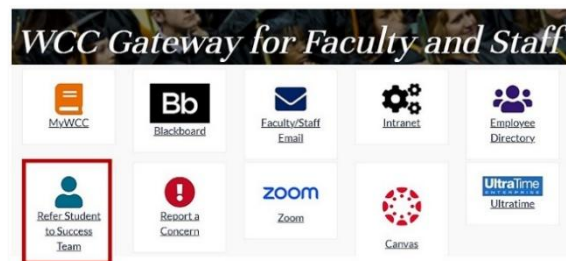 WCC Gateway for Faculty and Staff
MyWCC
Bb
Blackboard
Faculty/Staff
Email
Intranet
Employee
Directory
Refer Student
to Success
Team
Report a
Concern
zoom
Zoom
Canvas
UltraTime
ENTERPRISE
Ultratime